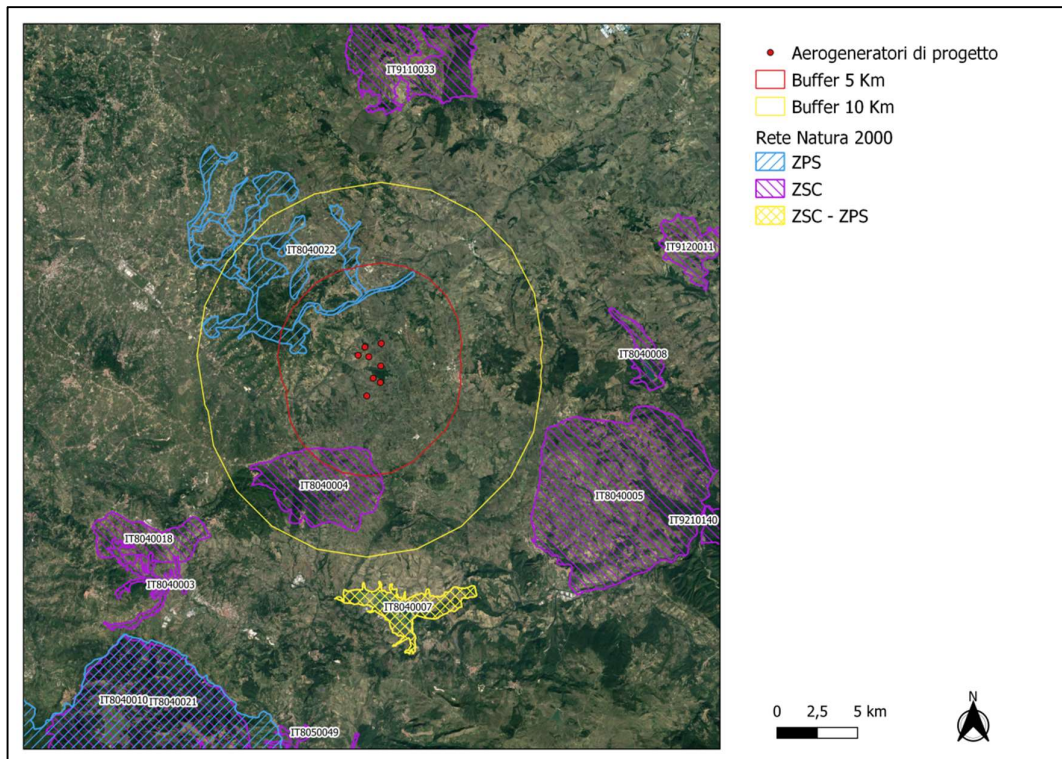 IT9110033
IT8040022
IT9120011
IT8040008
IT8040004
IT8040005
IT9210140
IT8040018
IT8040003
IT8040007
IT8040010
IT8040021
IT8050049
Aerogeneratori di progetto
Buffer 5 Km
Buffer 10 Km
Rete Natura 2000
ZPS
ZSC
ZSC - ZPS
0 2,5 5 km
N